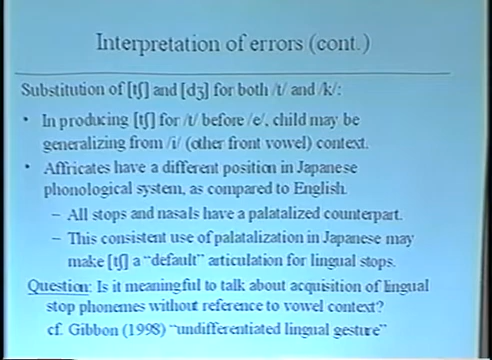 Interpretation of errors (cont.)
Substitution of [tʃ] and [dʒ] for both /t/ and /k/:
• In producing [tʃ] for /t/ before /e/, child may be
generalizing from /i/ (other front vowel) context.
• Affricates have a different position in Japanese
phonological system, as compared to English.
– All stops and nasals have a palatalized counterpart.
– This consistent use of palatalization in Japanese may
make [tʃ] a “default” articulation for lingual stops.
Question: Is it meaningful to talk about acquisition of lingual
stop phonemes without reference to vowel context?
cf. Gibbon (1998) “undifferentiated lingual gesture”